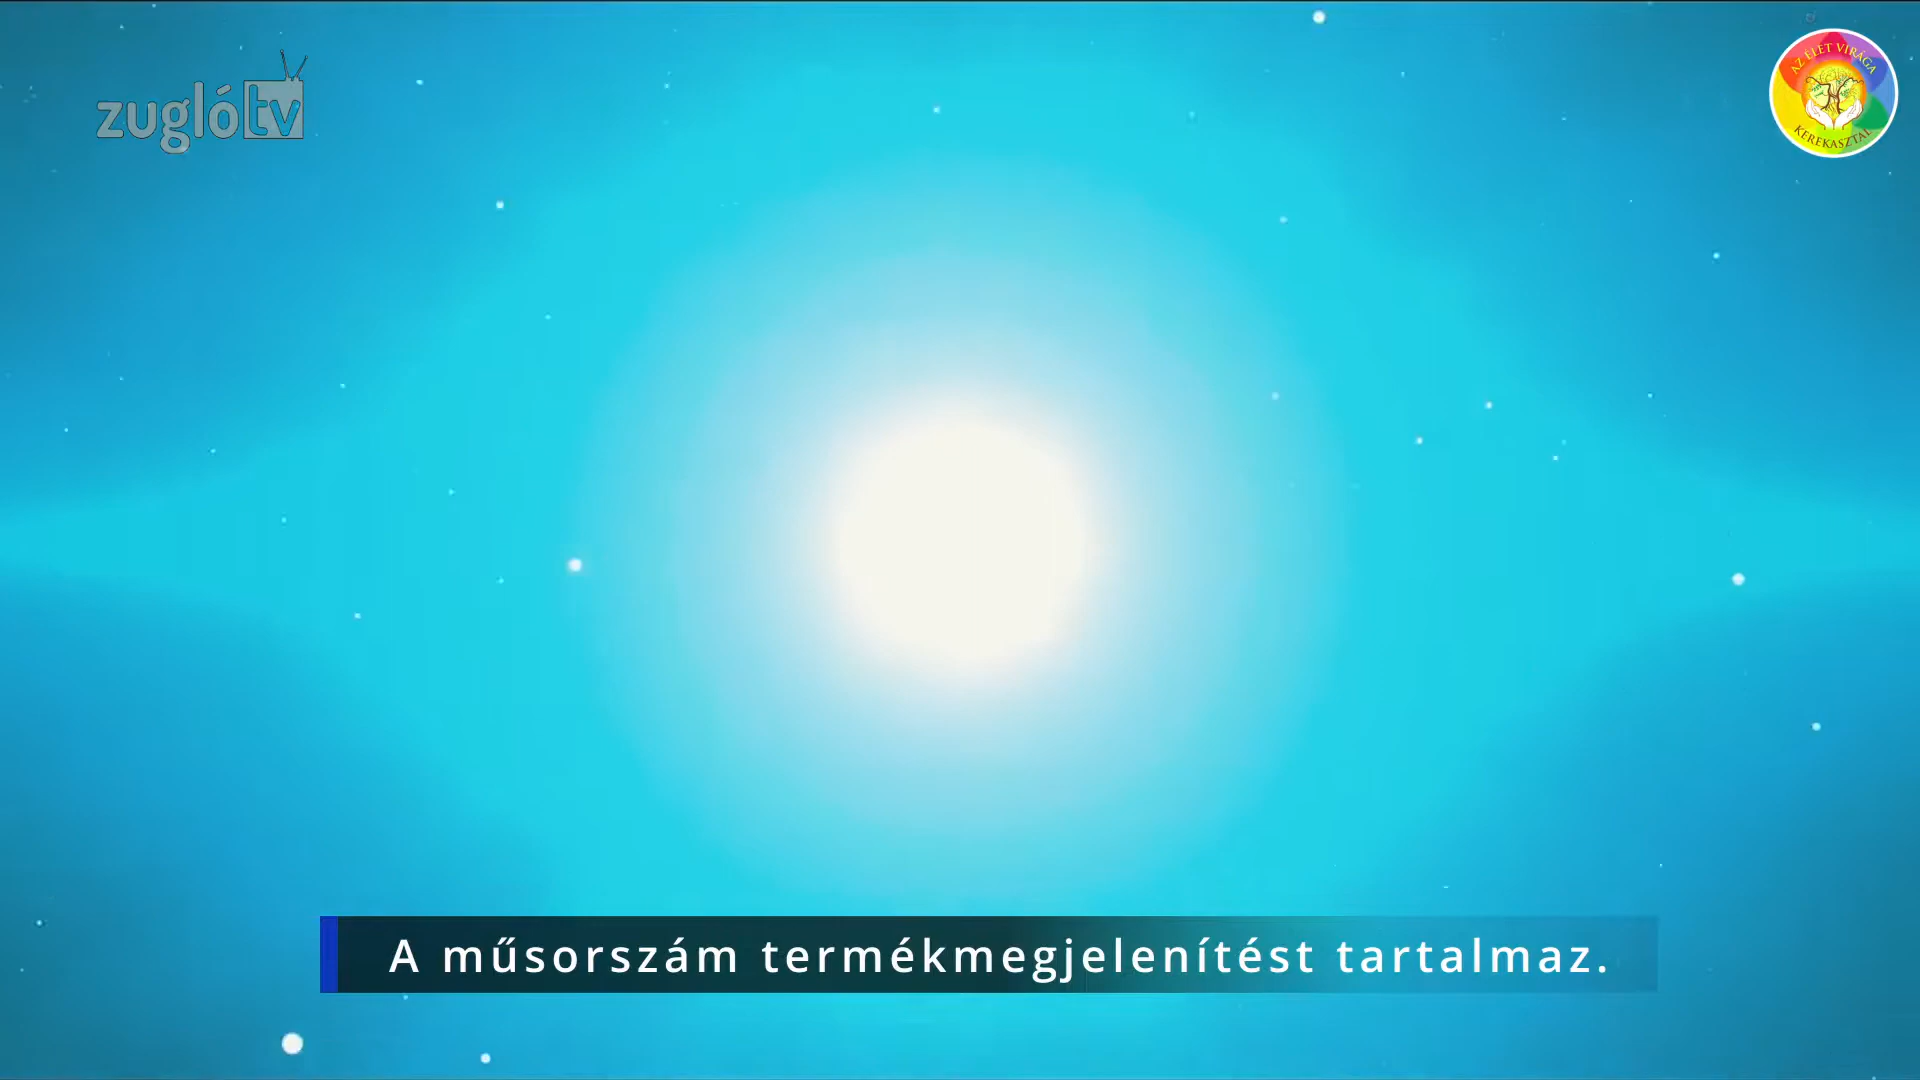 zuglótv
AZ ÉLET VIRÁGA
KEREKASZTAL
A műsorszám termékmegjelenítést tartalmaz.